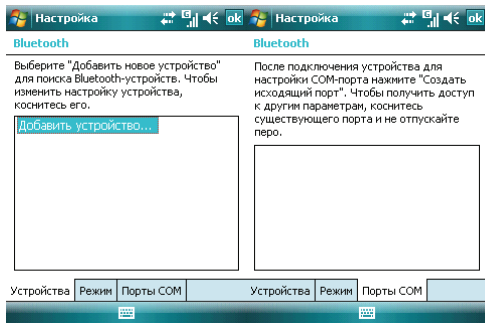 Настройка
ok
Bluetooth
Выберите "Добавить новое устройство"
для поиска Bluetooth-устройств. Чтобы
изменить настройку устройства,
коснитесь его.
Добавить устройство...
Устройства Режим Порты COM
Настройка
ok
Bluetooth
После подключения устройства для
настройки COM-порта нажмите "Создать
исходящий порт". Чтобы получить доступ
к другим параметрам, коснитесь
существующего порта и не отпускайте
перо.
Устройства Режим Порты COM